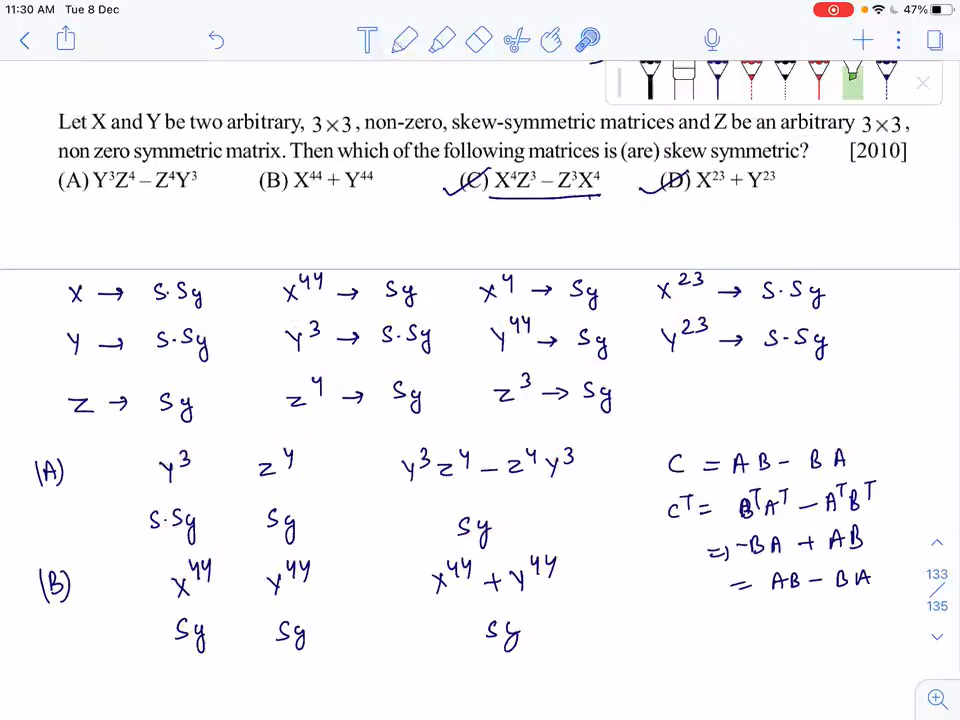 11:30 AM Tue 8 Dec 47%
T
Let X and Y be two arbitrary, 3×3, non-zero, skew-symmetric matrices and Z be an arbitrary 3×3,
non zero symmetric matrix. Then which of the following matrices is (are) skew symmetric? [2010]
(A) Y³Z⁴ – Z⁴Y³ (B) X⁴⁴ + Y⁴⁴ (C) X⁴Z³ – Z³X⁴ (D) X²³ + Y²³
X → S.Sy X⁴⁴ → Sy X⁴ → Sy X²³ → S.Sy
Y → S.Sy Y³ → S.Sy Y⁴⁴ → Sy Y²³ → S.Sy
Z → Sy Z⁴ → Sy Z³ → Sy
(A) Y³ Z⁴ Y³Z⁴ – Z⁴Y³ C = AB – BA
S.Sy Sy Sy Cᵀ = BᵀAᵀ – AᵀBᵀ
⇒ -BA + AB
(B) X⁴⁴ Y⁴⁴ X⁴⁴ + Y⁴⁴ = AB – BA
Sy Sy Sy
133
/
135